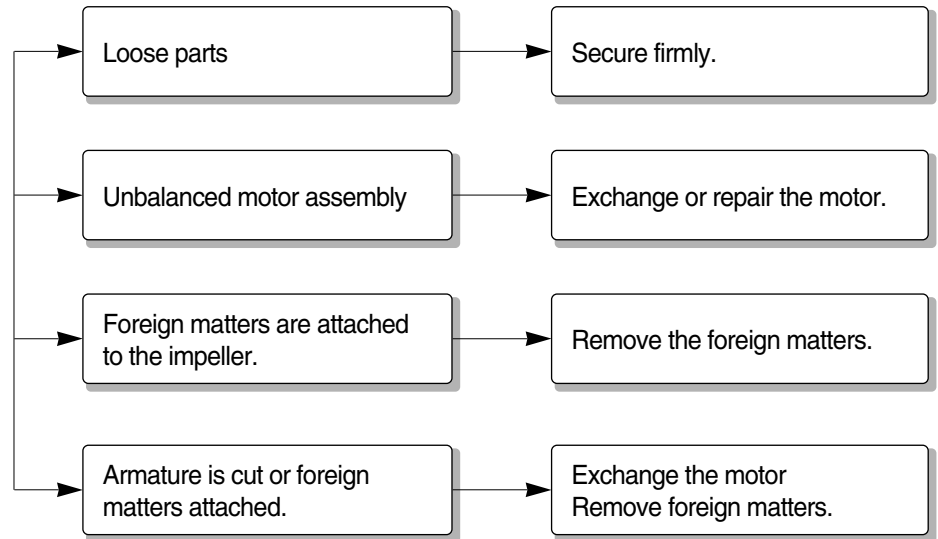 Loose parts
Secure firmly.
Unbalanced motor assembly
Exchange or repair the motor.
Foreign matters are attached
to the impeller.
Remove the foreign matters.
Armature is cut or foreign
matters attached.
Exchange the motor
Remove foreign matters.